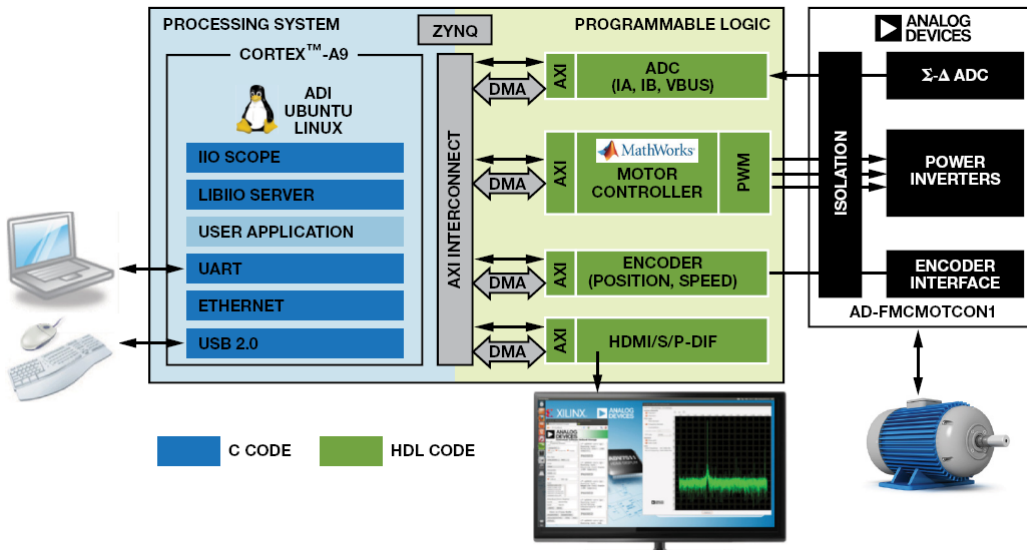 PROCESSING SYSTEM
ZYNQ
PROGRAMMABLE LOGIC
CORTEX™-A9
ADI
UBUNTU
LINUX
IIO SCOPE
LIBIIO SERVER
USER APPLICATION
UART
ETHERNET
USB 2.0
AXI INTERCONNECT
DMA
AXI
ADC
(IA, IB, VBUS)
DMA
AXI
MathWorks®
MOTOR
CONTROLLER
PWM
DMA
AXI
ENCODER
(POSITION, SPEED)
DMA
AXI
HDMI/S/P-DIF
ANALOG
DEVICES
ISOLATION
Σ-Δ ADC
POWER
INVERTERS
ENCODER
INTERFACE
AD-FMCMOTCON1
C CODE
HDL CODE
XILINX
ANALOG
DEVICES
ANALOG
DEVICES